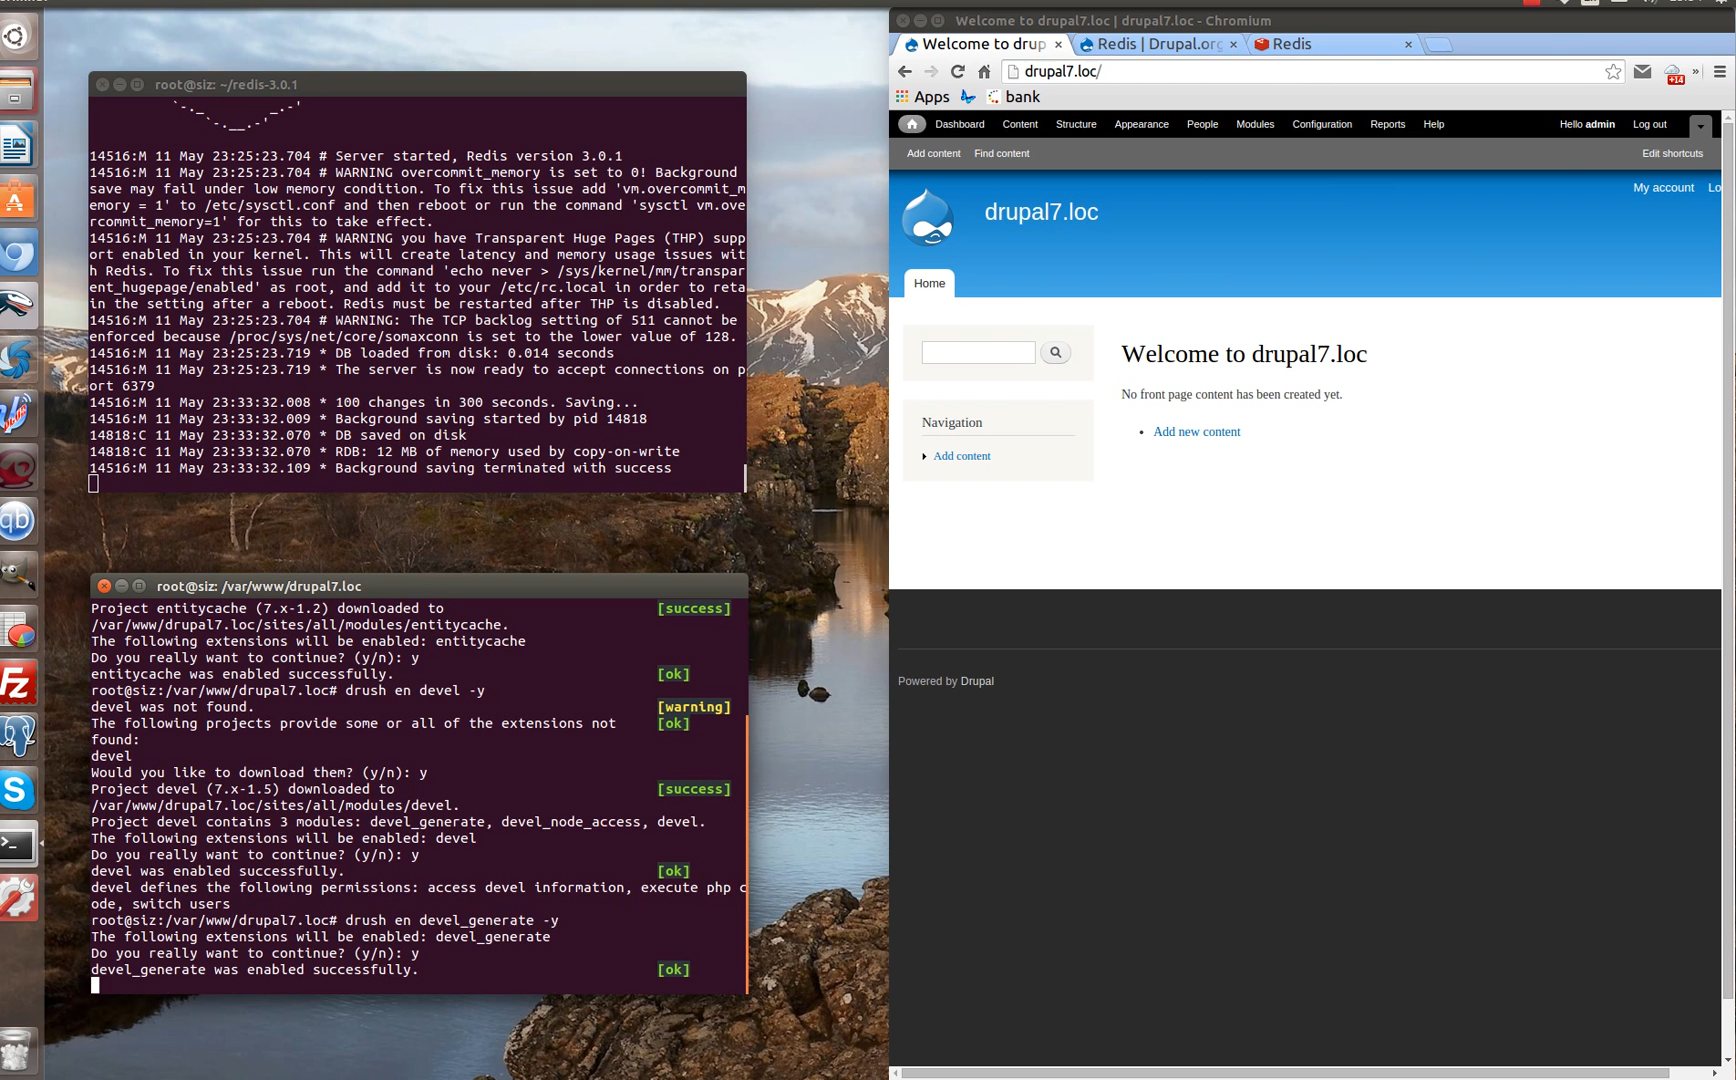 root@siz: ~/redis-3.0.1
14516:M 11 May 23:25:23.704 # Server started, Redis version 3.0.1
14516:M 11 May 23:25:23.704 # WARNING overcommit_memory is set to 0! Background
save may fail under low memory condition. To fix this issue add 'vm.overcommit_m
emory = 1' to /etc/sysctl.conf and then reboot or run the command 'sysctl vm.ove
rcommit_memory=1' for this to take effect.
14516:M 11 May 23:25:23.704 # WARNING you have Transparent Huge Pages (THP) supp
ort enabled in your kernel. This will create latency and memory usage issues wit
h Redis. To fix this issue run the command 'echo never > /sys/kernel/mm/transpar
ent_hugepage/enabled' as root, and add it to your /etc/rc.local in order to reta
in the setting after a reboot. Redis must be restarted after THP is disabled.
14516:M 11 May 23:25:23.704 # WARNING: The TCP backlog setting of 511 cannot be
enforced because /proc/sys/net/core/somaxconn is set to the lower value of 128.
14516:M 11 May 23:25:23.719 * DB loaded from disk: 0.014 seconds
14516:M 11 May 23:25:23.719 * The server is now ready to accept connections on p
ort 6379
14516:M 11 May 23:33:32.008 * 100 changes in 300 seconds. Saving...
14516:M 11 May 23:33:32.009 * Background saving started by pid 14818
14818:C 11 May 23:33:32.070 * DB saved on disk
14818:C 11 May 23:33:32.070 * RDB: 12 MB of memory used by copy-on-write
14516:M 11 May 23:33:32.109 * Background saving terminated with success
root@siz: /var/www/drupal7.loc
Project entitycache (7.x-1.2) downloaded to [success]
/var/www/drupal7.loc/sites/all/modules/entitycache.
The following extensions will be enabled: entitycache
Do you really want to continue? (y/n): y
entitycache was enabled successfully. [ok]
root@siz:/var/www/drupal7.loc# drush en devel -y
devel was not found. [warning]
The following projects provide some or all of the extensions not [ok]
found:
devel
Would you like to download them? (y/n): y
Project devel (7.x-1.5) downloaded to [success]
/var/www/drupal7.loc/sites/all/modules/devel.
Project devel contains 3 modules: devel_generate, devel_node_access, devel.
The following extensions will be enabled: devel
Do you really want to continue? (y/n): y
devel was enabled successfully. [ok]
devel defines the following permissions: access devel information, execute php c
ode, switch users
root@siz:/var/www/drupal7.loc# drush en devel_generate -y
The following extensions will be enabled: devel_generate
Do you really want to continue? (y/n): y
devel_generate was enabled successfully. [ok]
Welcome to drupal7.loc | drupal7.loc - Chromium
Welcome to drup Redis | Drupal.org Redis
drupal7.loc/
+14
Apps bank
Dashboard Content Structure Appearance People Modules Configuration Reports Help Hello admin Log out
Add content Find content Edit shortcuts
My account Lo
drupal7.loc
Home
Welcome to drupal7.loc
No front page content has been created yet.
Navigation
Add new content
Add content
Powered by Drupal
qb
Fz
S